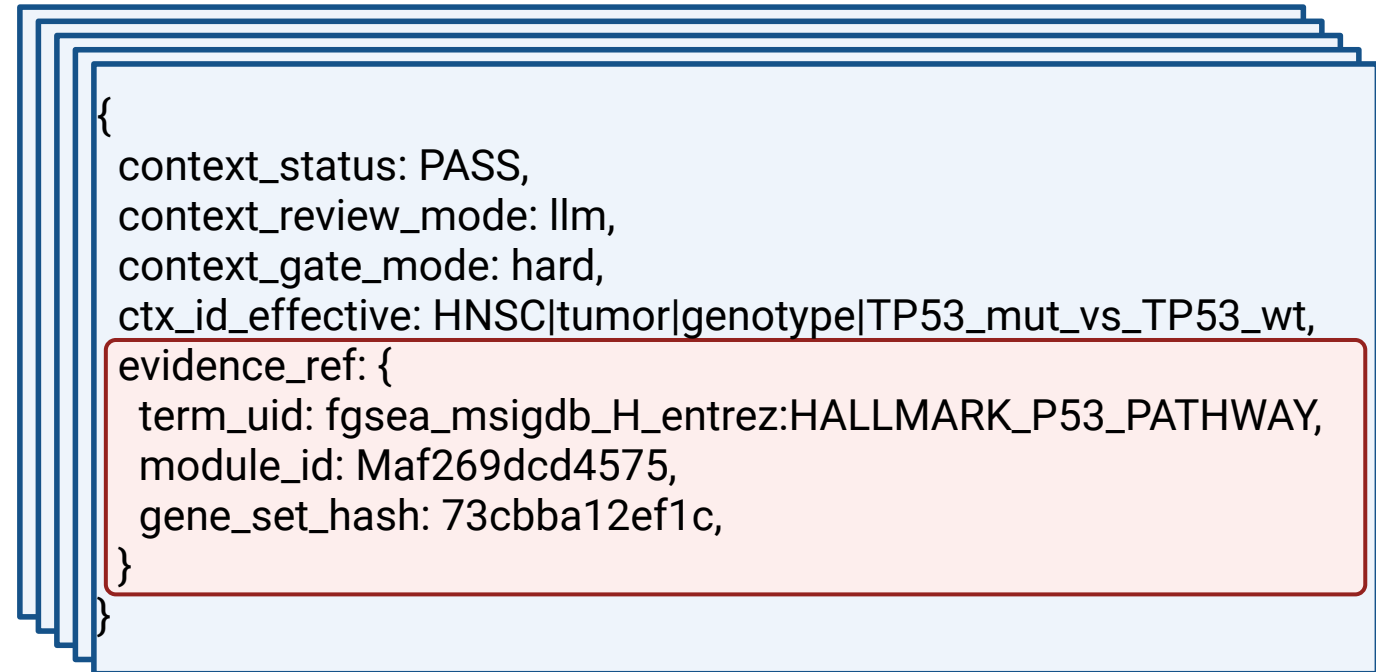 {
context_status: PASS,
context_review_mode: llm,
context_gate_mode: hard,
ctx_id_effective: HNSC|tumor|genotype|TP53_mut_vs_TP53_wt,
evidence_ref: {
term_uid: fgsea_msigdb_H_entrez:HALLMARK_P53_PATHWAY,
module_id: Maf269dcd4575,
gene_set_hash: 73cbba12ef1c,
}
}